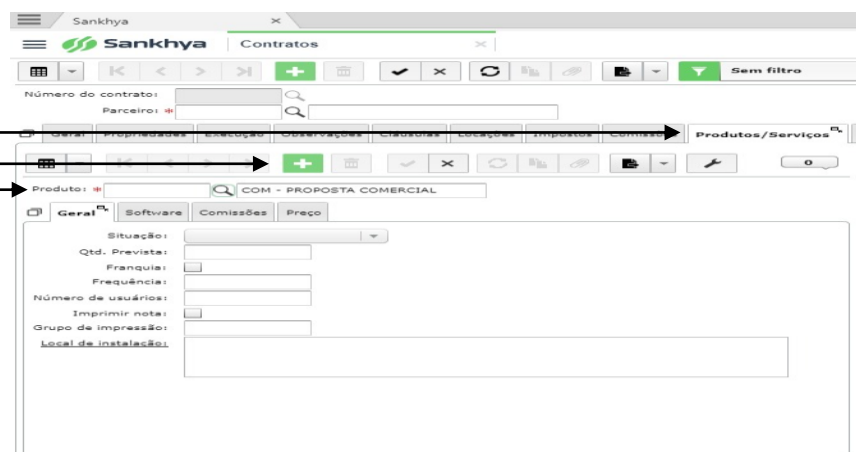 Sankhya
Sankhya Contratos
Sem filtro
Número do contrato:
Parceiro: *
Geral Propriedades Execução Observações Cláusulas Locações Impostos Comissões Produtos/Serviços
0
Produto: * COM - PROPOSTA COMERCIAL
Geral Software Comissões Preço
Situação:
Qtd. Prevista:
Franquia:
Frequência:
Número de usuários:
Imprimir nota:
Grupo de impressão:
Local de instalação: